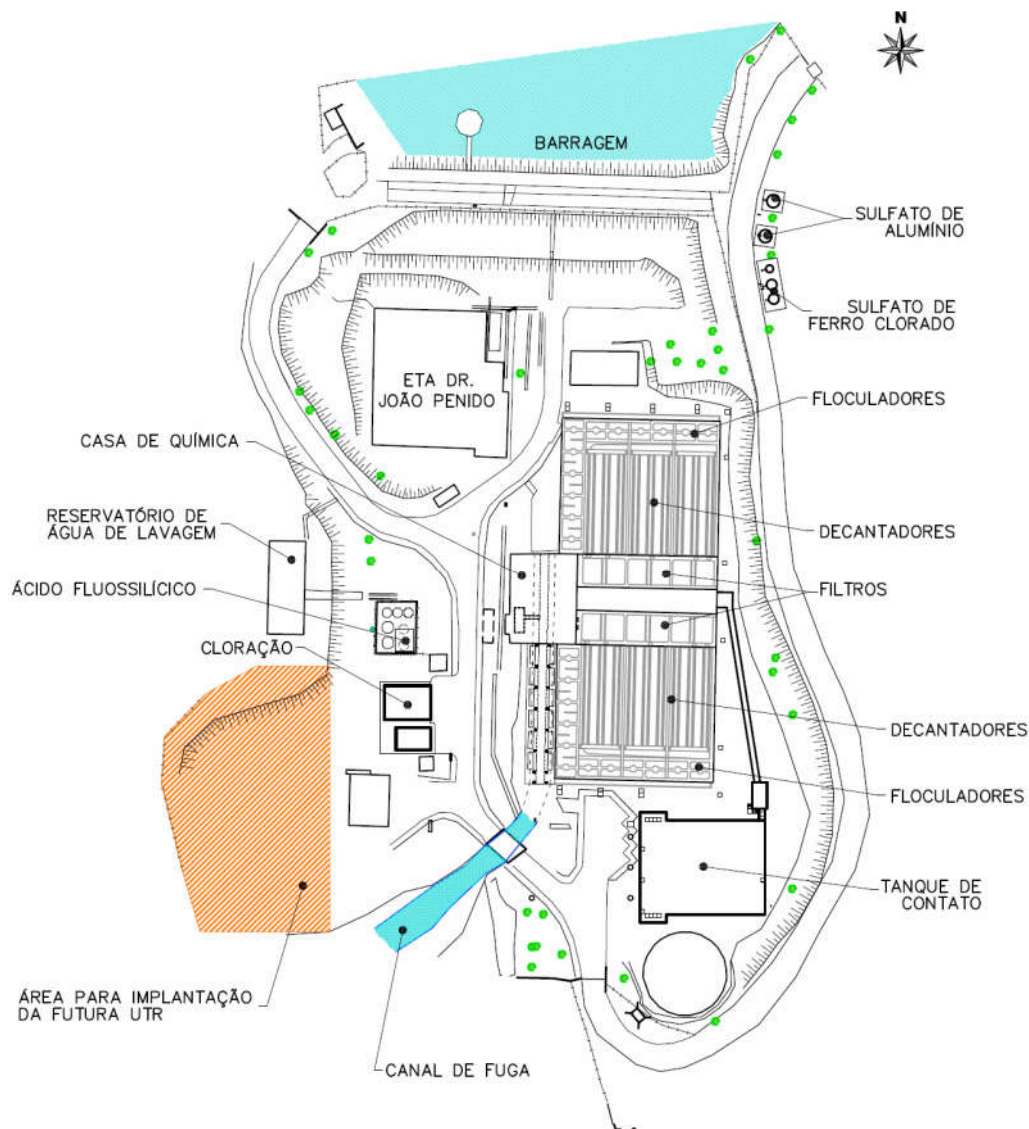 N
BARRAGEM
SULFATO DE
ALUMÍNIO
SULFATO DE
FERRO CLORADO
ETA DR.
JOÃO PENIDO
FLOCULADORES
CASA DE QUÍMICA
RESERVATÓRIO DE
ÁGUA DE LAVAGEM
DECANTADORES
ÁCIDO FLUOSSILÍCICO
FILTROS
CLORAÇÃO
DECANTADORES
FLOCULADORES
TANQUE DE
CONTATO
ÁREA PARA IMPLANTAÇÃO
DA FUTURA UTR
CANAL DE FUGA